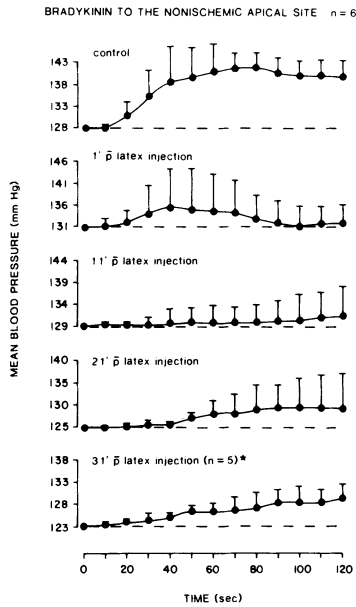 BRADYKININ TO THE NONISCHEMIC APICAL SITE n = 6
MEAN BLOOD PRESSURE (mm Hg)
control
143
138
133
128
1' p̄ latex injection
146
141
136
131
11' p̄ latex injection
144
139
134
129
21' p̄ latex injection
140
135
130
125
31' p̄ latex injection (n = 5)*
138
133
128
123
0 20 40 60 80 100 120
TIME (sec)